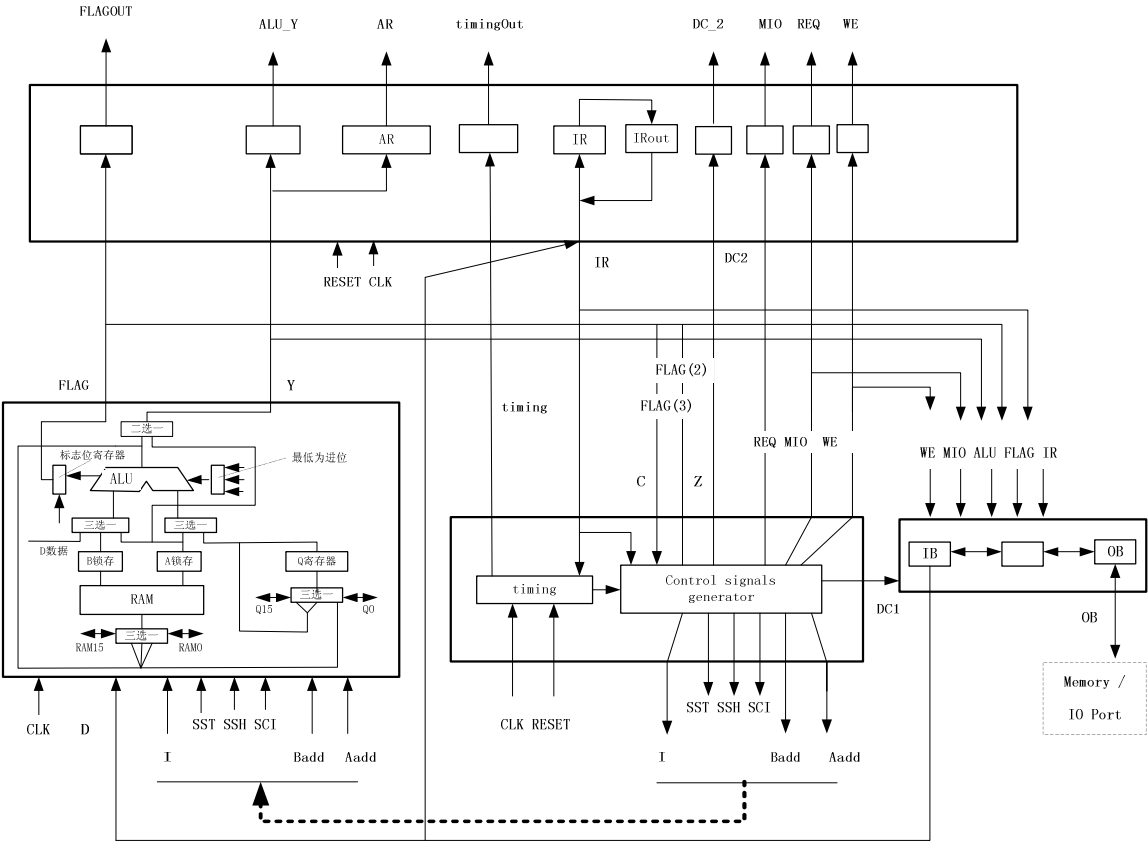 FLAGOUT ALU_Y AR timingOut DC_2 MIO REQ WE
AR IR IRout
RESET CLK IR DC2
FLAG Y timing FLAG(2)
FLAG(3)
REQ MIO WE
C Z
WE MIO ALU FLAG IR
二选一
标志位寄存器
最低为进位
ALU
三选一 三选一
D数据
B锁存 A锁存 Q寄存器
RAM
三选一
Q15 Q0
三选一
RAM15 RAM0
CLK D I SST SSH SCI Badd Aadd
timing
Control signals
generator
CLK RESET
SST SSH SCI
I Badd Aadd
DC1
IB OB
OB
Memory /
IO Port